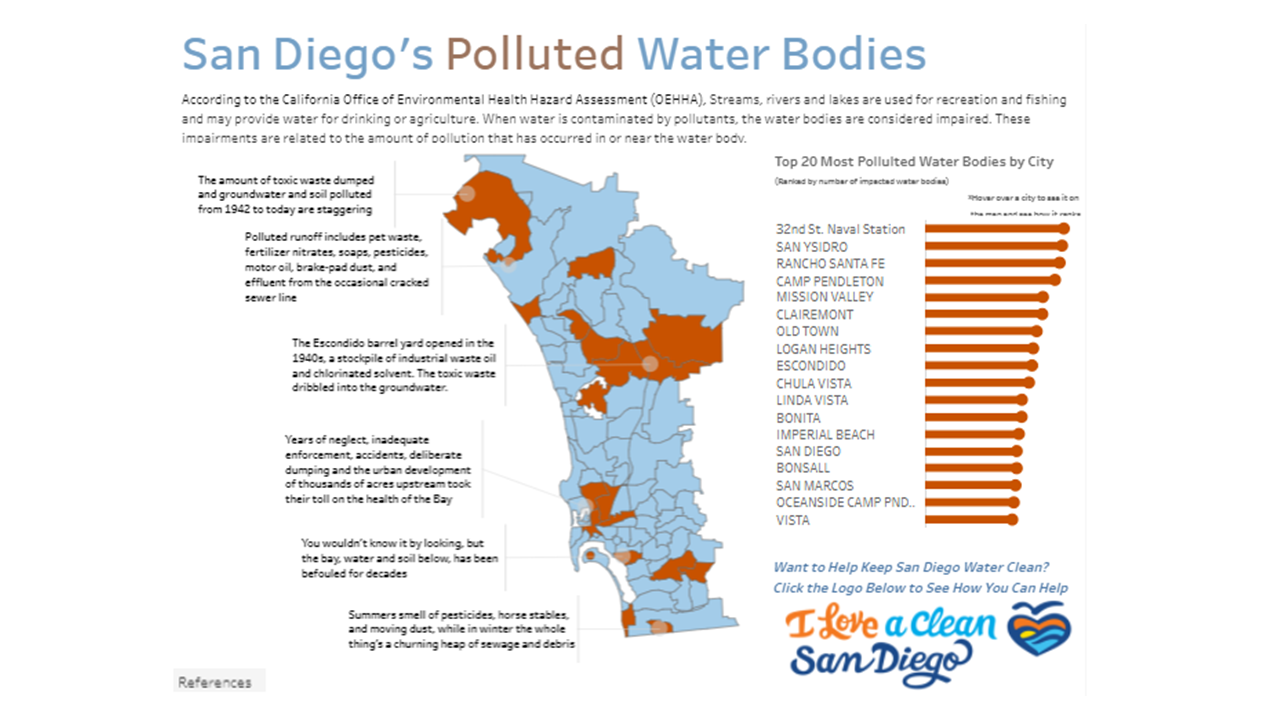 San Diego's Polluted Water Bodies
According to the California Office of Environmental Health Hazard Assessment (OEHHA), Streams, rivers and lakes are used for recreation and fishing
and may provide water for drinking or agriculture. When water is contaminated by pollutants, the water bodies are considered impaired. These
impairments are related to the amount of pollution that has occurred in or near the water body.
The amount of toxic waste dumped
and groundwater and soil polluted
from 1942 to today are staggering
Polluted runoff includes pet waste,
fertilizer nitrates, soaps, pesticides,
motor oil, brake-pad dust, and
effluent from the occasional cracked
sewer line
The Escondido barrel yard opened in the
1940s, a stockpile of industrial waste oil
and chlorinated solvent. The toxic waste
dribbled into the groundwater.
Years of neglect, inadequate
enforcement, accidents, deliberate
dumping and the urban development
of thousands of acres upstream took
their toll on the health of the Bay
You wouldn't know it by looking, but
the bay, water and soil below, has been
befouled for decades
Summers smell of pesticides, horse stables,
and moving dust, while in winter the whole
thing's a churning heap of sewage and debris
References
Top 20 Most Pollulted Water Bodies by City
(Ranked by number of impacted water bodies)
*Hover over a city to see it on
the map and see how it ranks
32nd St. Naval Station
SAN YSIDRO
RANCHO SANTA FE
CAMP PENDLETON
MISSION VALLEY
CLAIREMONT
OLD TOWN
LOGAN HEIGHTS
ESCONDIDO
CHULA VISTA
LINDA VISTA
BONITA
IMPERIAL BEACH
SAN DIEGO
BONSALL
SAN MARCOS
OCEANSIDE CAMP PND..
VISTA
Want to Help Keep San Diego Water Clean?
Click the Logo Below to See How You Can Help
I Love a Clean
San Diego